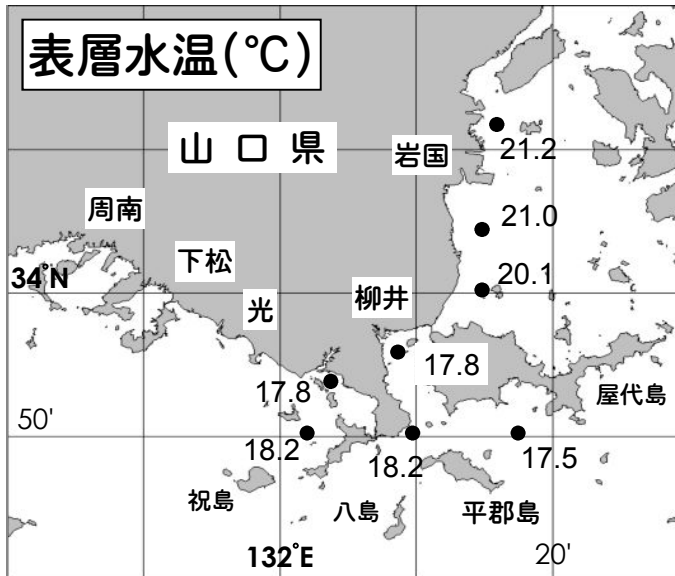 表層水温(℃)
山口県
岩国
21.2
周南
21.0
下松
34°N
20.1
光
柳井
17.8
17.8
屋代島
50'
18.2
18.2
17.5
祝島
八島
平郡島
132°E
20'